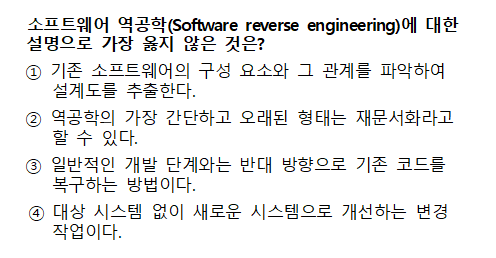 소프트웨어 역공학(Software reverse engineering)에 대한
설명으로 가장 옳지 않은 것은?
① 기존 소프트웨어의 구성 요소와 그 관계를 파악하여
설계도를 추출한다.
② 역공학의 가장 간단하고 오래된 형태는 재문서화라고
할 수 있다.
③ 일반적인 개발 단계와는 반대 방향으로 기존 코드를
복구하는 방법이다.
④ 대상 시스템 없이 새로운 시스템으로 개선하는 변경
작업이다.